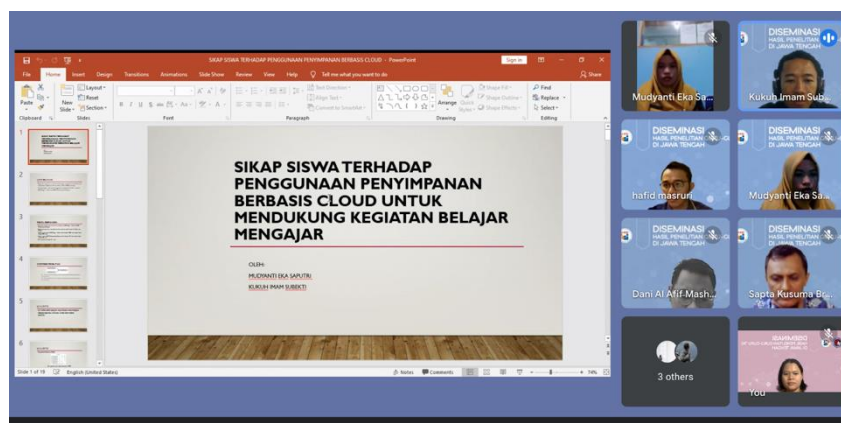 SIKAP SISWA TERHADAP PENGGUNAAN PENYIMPANAN BERBASIS CLOUD - PowerPoint
Sign in
File Home Insert Design Transitions Animations Slide Show Review View Help Tell me what you want to do
Share
Paste
New
Slide
Layout
Reset
Section
Text Direction
Align Text
Convert to SmartArt
Arrange
Quick
Styles
Shape Fill
Shape Outline
Shape Effects
Find
Replace
Select
Clipboard
Slides
Font
Paragraph
Drawing
Editing
1
2
3
4
5
6
SIKAP SISWA TERHADAP
PENGGUNAAN PENYIMPANAN
BERBASIS CLOUD UNTUK
MENDUKUNG KEGIATAN BELAJAR
MENGAJAR
OLEH:
MUDYANTI EKA SAPUTRI
KUKUH IMAM SUBEKTI
Slide 1 of 19
English (United States)
Notes
Comments
74%
Mudyanti Eka Sa...
DISEMINASI
HASIL PENELITIAN
DI JAWA TENGAH
Kukuh Imam Sub...
DISEMINASI
HASIL PENELITIAN
DI JAWA TENGAH
hafid masruri
DISEMINASI
HASIL PENELITIAN
DI JAWA TENGAH
Mudyanti Eka Sa...
DISEMINASI
HASIL PENELITIAN
DI JAWA TENGAH
Dani Al Afif Mash...
DISEMINASI
HASIL PENELITIAN
DI JAWA TENGAH
Sapta Kusuma Br...
3 others
You